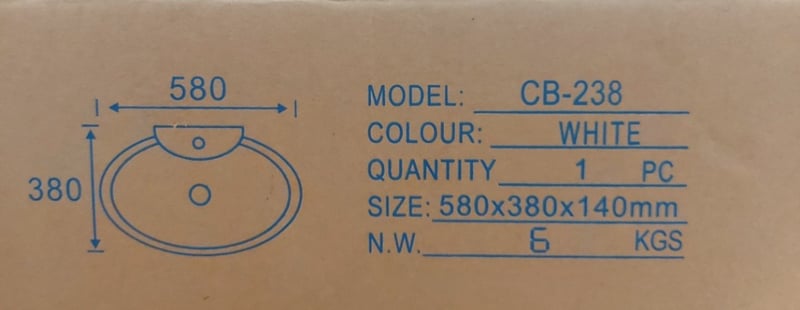 580
380
MODEL: CB-238
COLOUR: WHITE
QUANTITY 1 PC
SIZE: 580x380x140mm
N.W. 6 KGS